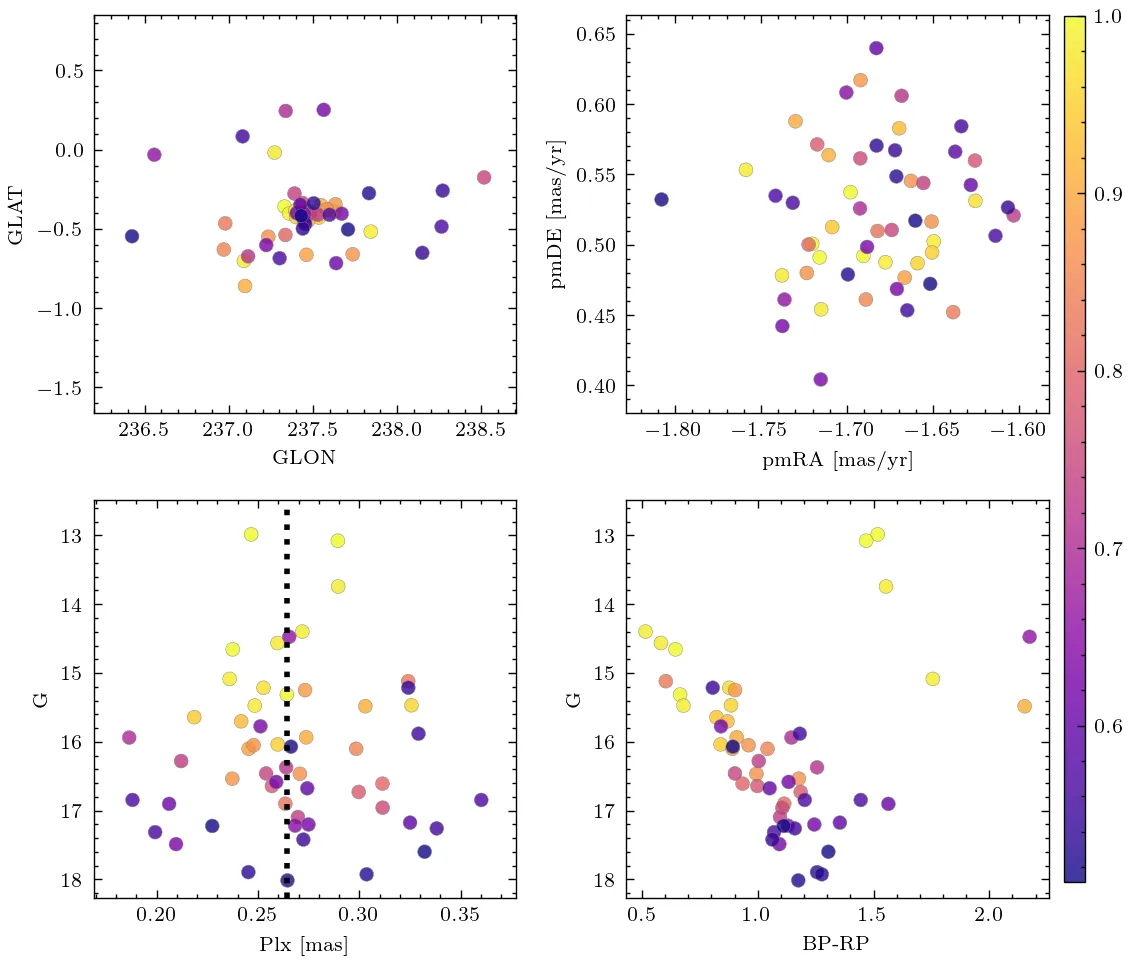 0.5
0.0
−0.5
−1.0
−1.5
GLAT
236.5 237.0 237.5 238.0 238.5
GLON
0.65
0.60
0.55
0.50
0.45
0.40
pmDE [mas/yr]
−1.80 −1.75 −1.70 −1.65 −1.60
pmRA [mas/yr]
1.0
0.9
0.8
0.7
0.6
13
14
15
16
17
18
G
0.20 0.25 0.30 0.35
Plx [mas]
13
14
15
16
17
18
G
0.5 1.0 1.5 2.0
BP-RP